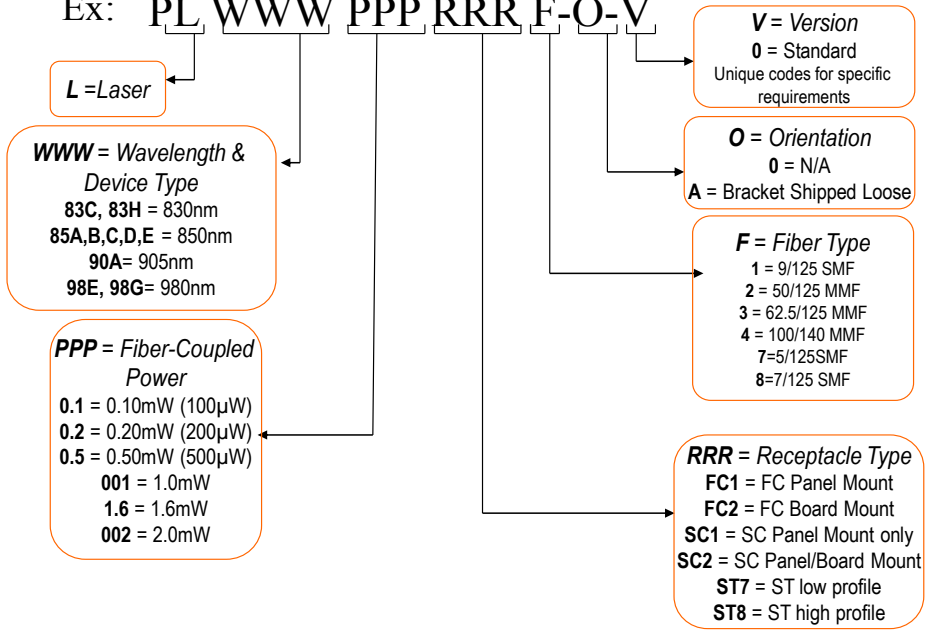 Ex: PL WWW PPP RRR F-O-V
L =Laser
WWW = Wavelength &
Device Type
83C, 83H = 830nm
85A,B,C,D,E = 850nm
90A= 905nm
98E, 98G= 980nm
PPP = Fiber-Coupled
Power
0.1 = 0.10mW (100µW)
0.2 = 0.20mW (200µW)
0.5 = 0.50mW (500µW)
001 = 1.0mW
1.6 = 1.6mW
002 = 2.0mW
V = Version
0 = Standard
Unique codes for specific
requirements
O = Orientation
0 = N/A
A = Bracket Shipped Loose
F = Fiber Type
1 = 9/125 SMF
2 = 50/125 MMF
3 = 62.5/125 MMF
4 = 100/140 MMF
7=5/125SMF
8=7/125 SMF
RRR = Receptacle Type
FC1 = FC Panel Mount
FC2 = FC Board Mount
SC1 = SC Panel Mount only
SC2 = SC Panel/Board Mount
ST7 = ST low profile
ST8 = ST high profile